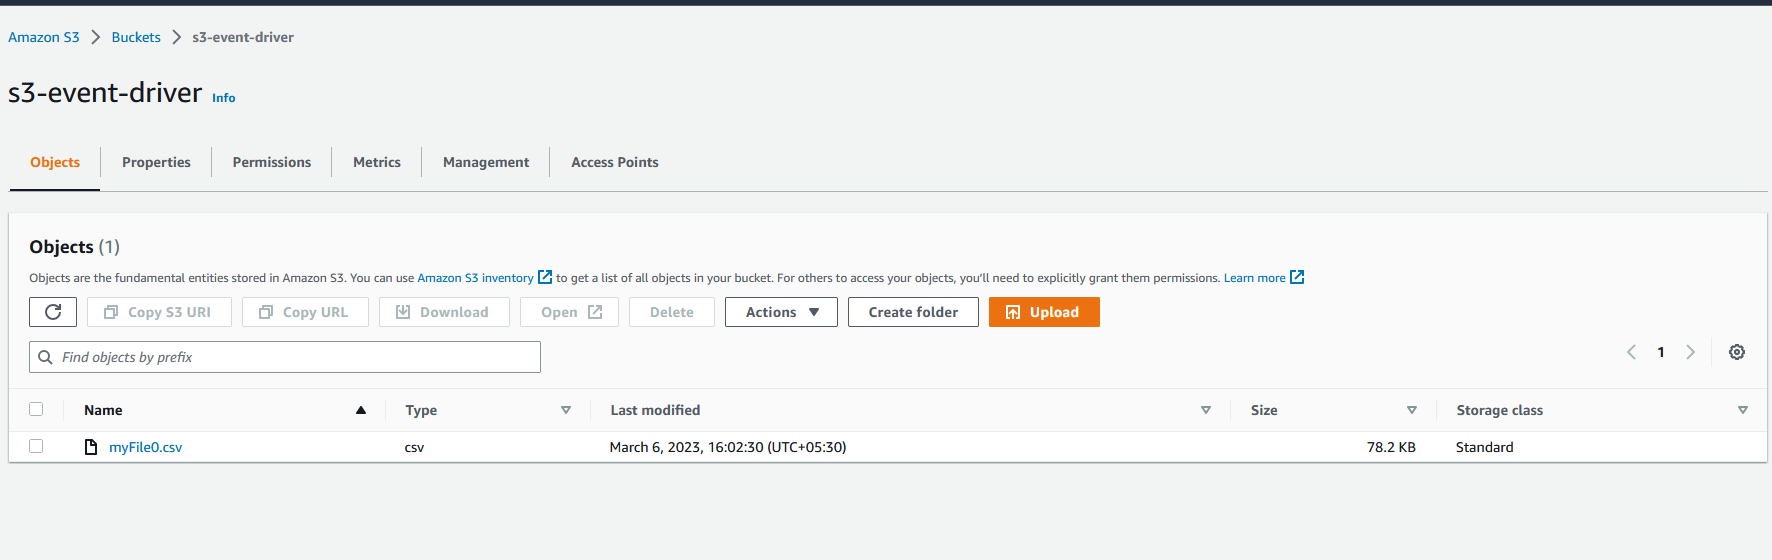 Amazon S3 > Buckets > s3-event-driver
s3-event-driver Info
Objects Properties Permissions Metrics Management Access Points
Objects (1)
Objects are the fundamental entities stored in Amazon S3. You can use Amazon S3 inventory to get a list of all objects in your bucket. For others to access your objects, you'll need to explicitly grant them permissions. Learn more
Copy S3 URI Copy URL Download Open Delete Actions Create folder Upload
Find objects by prefix
1
Name Type Last modified Size Storage class
myFile0.csv csv March 6, 2023, 16:02:30 (UTC+05:30) 78.2 KB Standard